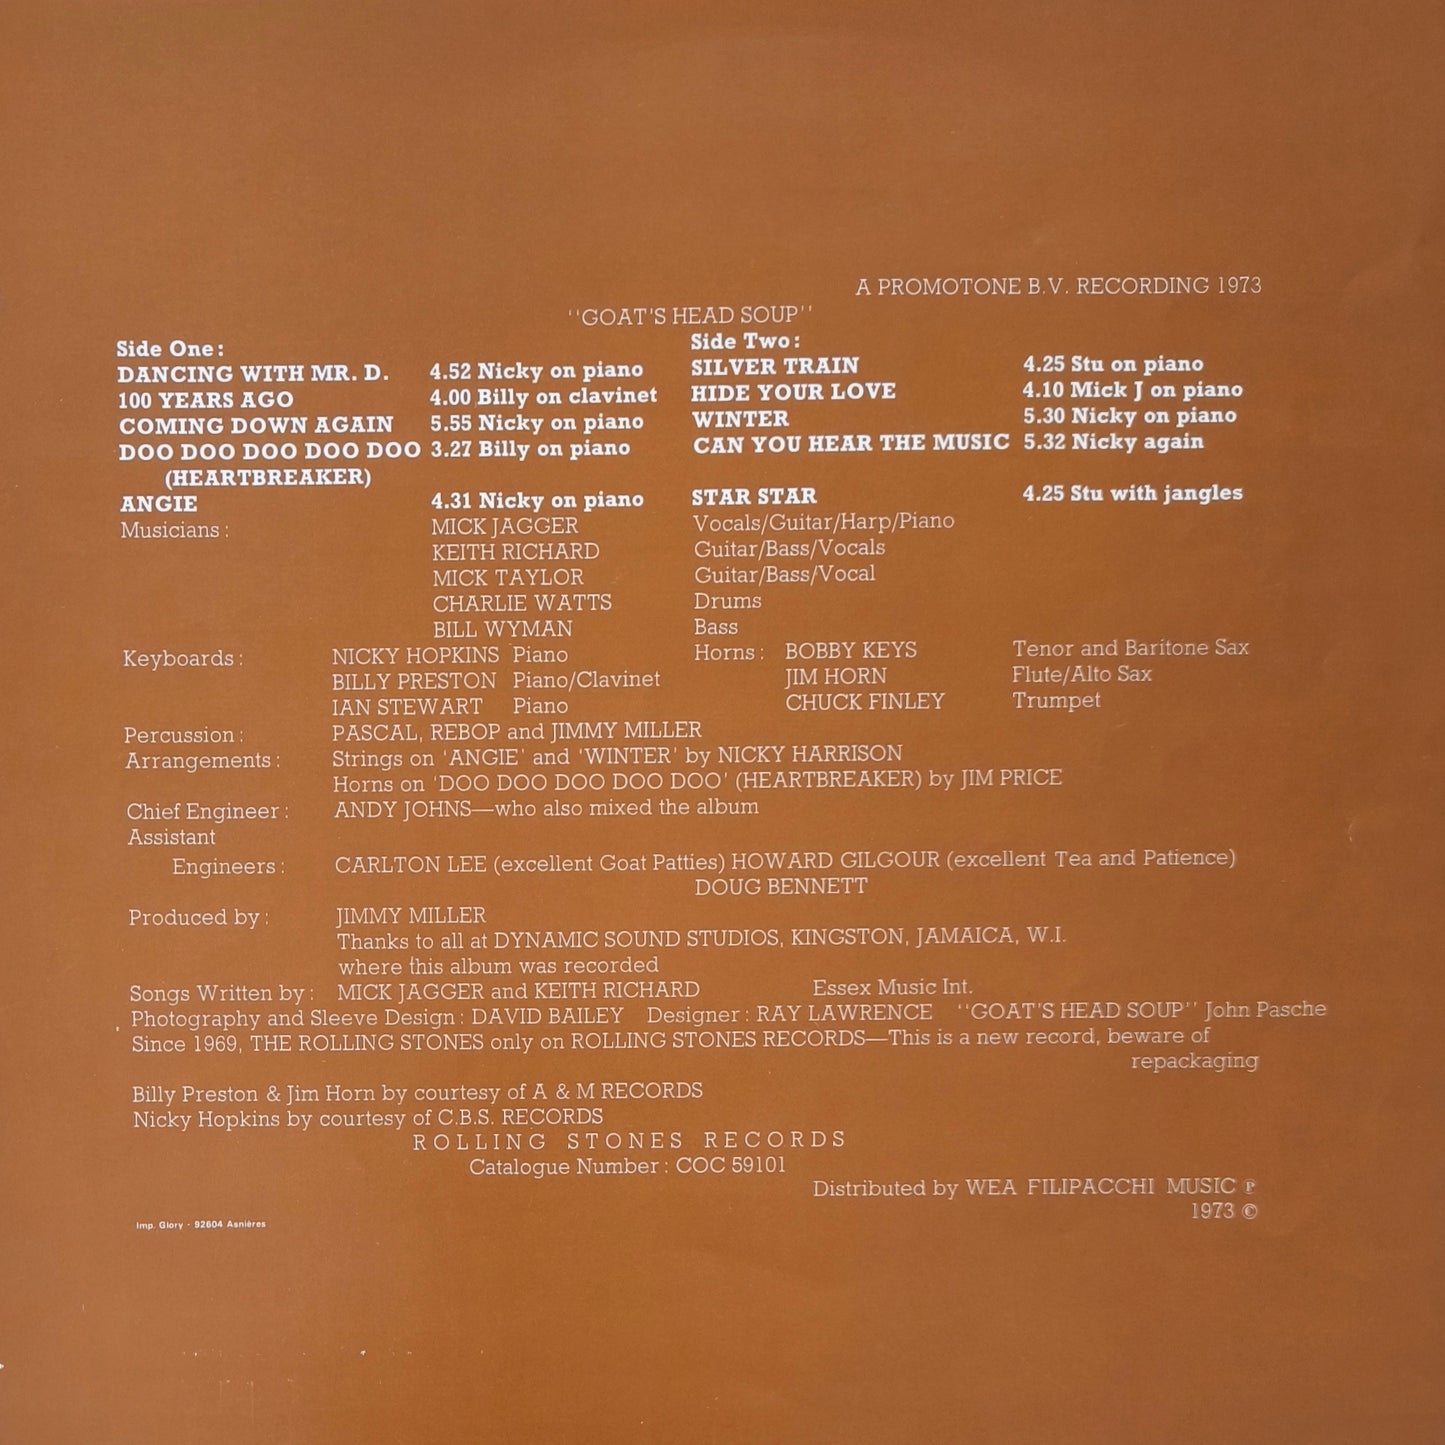 A PROMOTONE B.V. RECORDING 1973
''GOAT'S HEAD SOUP''
Side One:
DANCING WITH MR. D. 4.52 Nicky on piano
100 YEARS AGO 4.00 Billy on clavinet
COMING DOWN AGAIN 5.55 Nicky on piano
DOO DOO DOO DOO DOO 3.27 Billy on piano
(HEARTBREAKER)
ANGIE 4.31 Nicky on piano
Side Two:
SILVER TRAIN 4.25 Stu on piano
HIDE YOUR LOVE 4.10 Mick J on piano
WINTER 5.30 Nicky on piano
CAN YOU HEAR THE MUSIC 5.32 Nicky again
STAR STAR 4.25 Stu with jangles
Musicians: MICK JAGGER Vocals/Guitar/Harp/Piano
KEITH RICHARD Guitar/Bass/Vocals
MICK TAYLOR Guitar/Bass/Vocal
CHARLIE WATTS Drums
BILL WYMAN Bass
Keyboards: NICKY HOPKINS Piano
BILLY PRESTON Piano/Clavinet
IAN STEWART Piano
Horns: BOBBY KEYS Tenor and Baritone Sax
JIM HORN Flute/Alto Sax
CHUCK FINLEY Trumpet
Percussion: PASCAL, REBOP and JIMMY MILLER
Arrangements: Strings on 'ANGIE' and 'WINTER' by NICKY HARRISON
Horns on 'DOO DOO DOO DOO DOO' (HEARTBREAKER) by JIM PRICE
Chief Engineer: ANDY JOHNS—who also mixed the album
Assistant
Engineers: CARLTON LEE (excellent Goat Patties) HOWARD GILGOUR (excellent Tea and Patience)
DOUG BENNETT
Produced by: JIMMY MILLER
Thanks to all at DYNAMIC SOUND STUDIOS, KINGSTON, JAMAICA, W.I.
where this album was recorded
Songs Written by: MICK JAGGER and KEITH RICHARD Essex Music Int.
Photography and Sleeve Design: DAVID BAILEY Designer: RAY LAWRENCE ''GOAT'S HEAD SOUP'' John Pasche
Since 1969, THE ROLLING STONES only on ROLLING STONES RECORDS—This is a new record, beware of
repackaging
Billy Preston & Jim Horn by courtesy of A & M RECORDS
Nicky Hopkins by courtesy of C.B.S. RECORDS
ROLLING STONES RECORDS
Catalogue Number: COC 59101
Distributed by WEA FILIPACCHI MUSIC ℗
1973 ©
Imp. Glory - 92604 Asnières